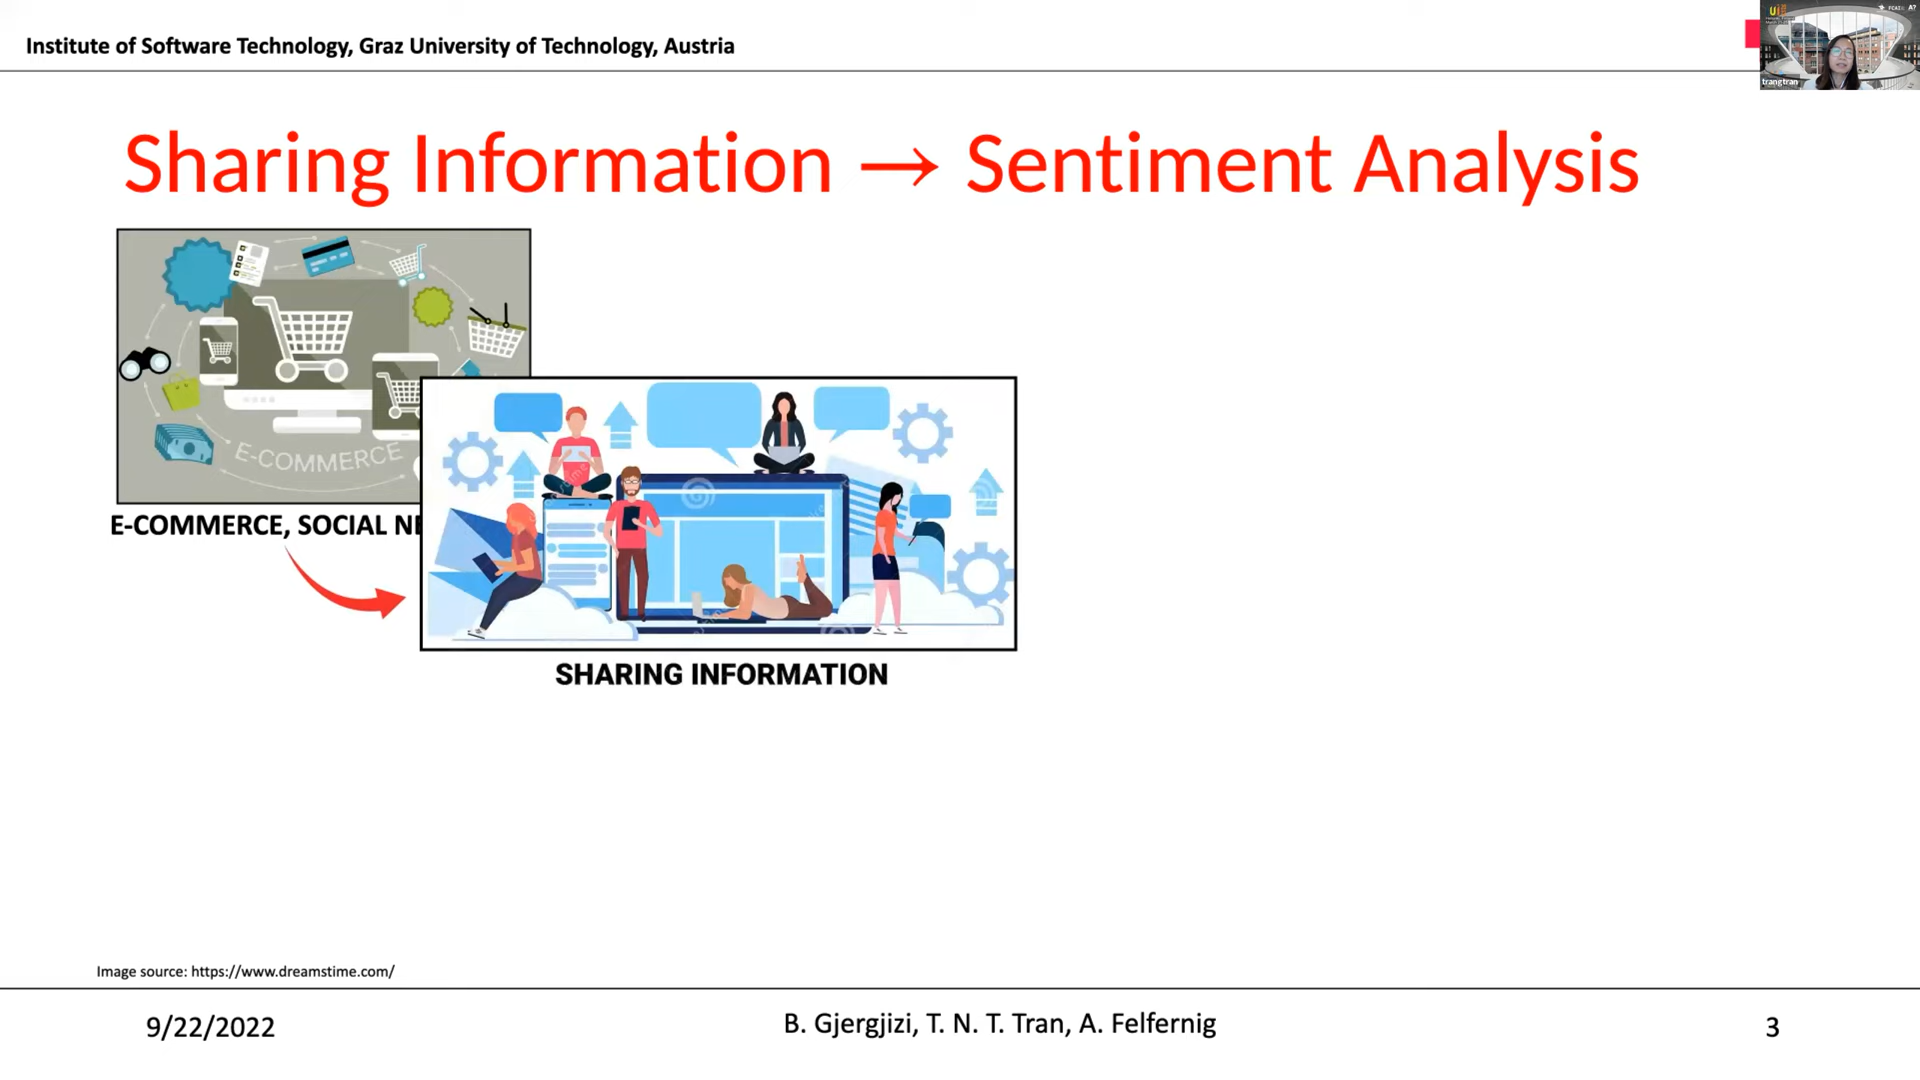 Institute of Software Technology, Graz University of Technology, Austria
trangtran
Sharing Information → Sentiment Analysis
E-COMMERCE
E-COMMERCE, SOCIAL NE
SHARING INFORMATION
Image source: https://www.dreamstime.com/
9/22/2022
B. Gjergjizi, T. N. T. Tran, A. Felfernig
3